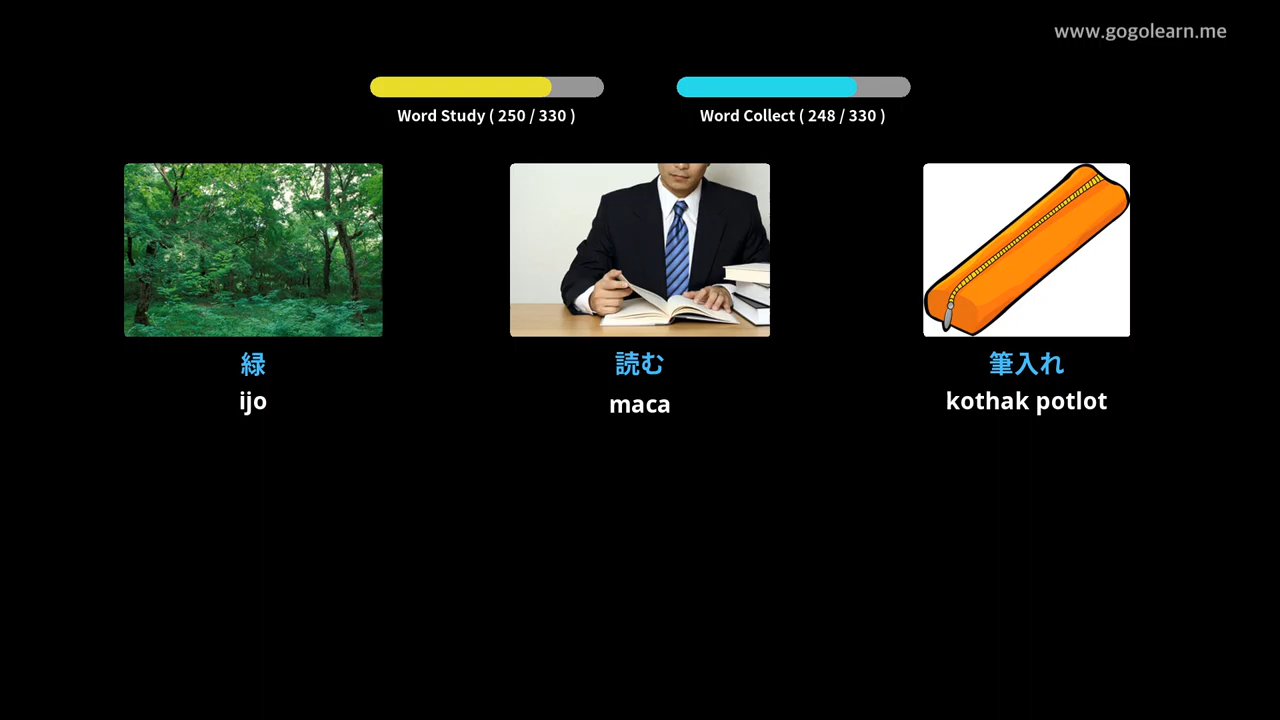 www.gogolearn.me
Word Study ( 250 / 330 )
Word Collect ( 248 / 330 )
緑
ijo
読む
maca
筆入れ
kothak potlot